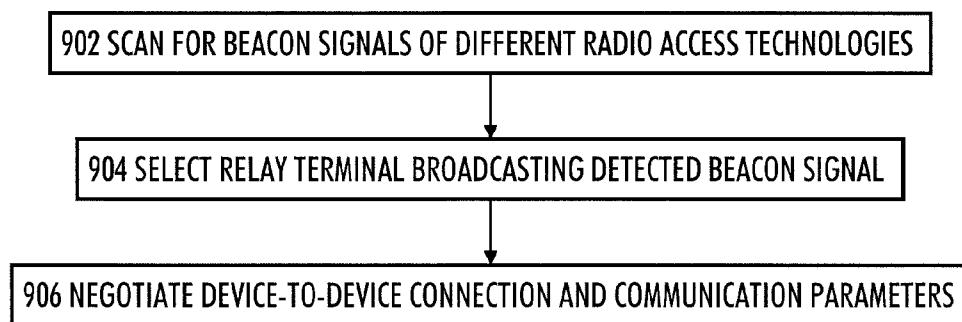 902 SCAN FOR BEACON SIGNALS OF DIFFERENT RADIO ACCESS TECHNOLOGIES
904 SELECT RELAY TERMINAL BROADCASTING DETECTED BEACON SIGNAL
906 NEGOTIATE DEVICE-TO-DEVICE CONNECTION AND COMMUNICATION PARAMETERS